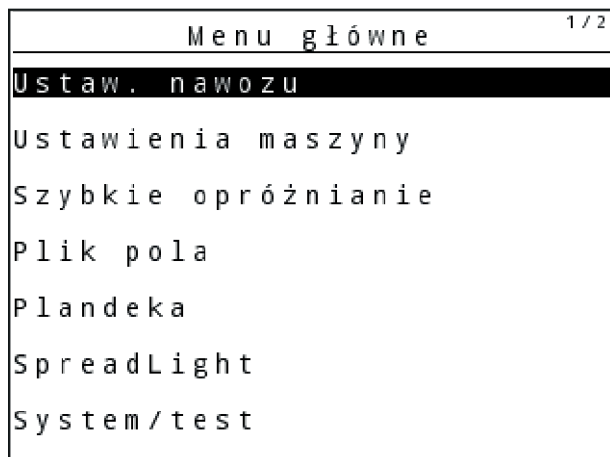 Menu główne 1/2
Ustaw. nawozu
Ustawienia maszyny
Szybkie opróżnianie
Plik pola
Plandeka
SpreadLight
System/test